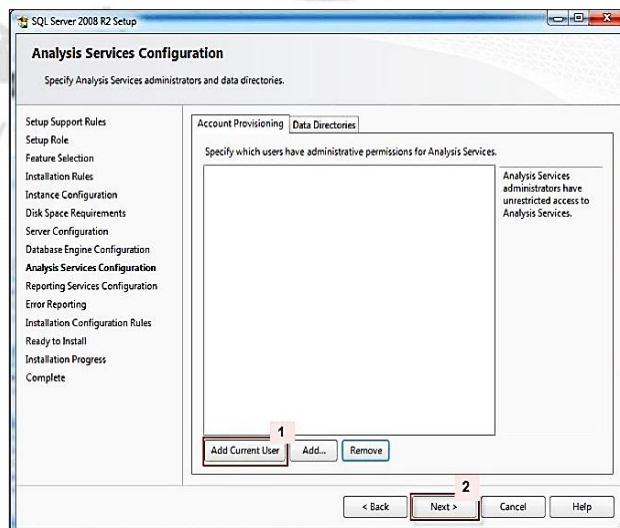 SQL Server 2008 R2 Setup
Analysis Services Configuration
Specify Analysis Services administrators and data directories.
Setup Support Rules
Setup Role
Feature Selection
Installation Rules
Instance Configuration
Disk Space Requirements
Server Configuration
Database Engine Configuration
Analysis Services Configuration
Reporting Services Configuration
Error Reporting
Installation Configuration Rules
Ready to Install
Installation Progress
Complete
Account Provisioning
Data Directories
Specify which users have administrative permissions for Analysis Services.
Analysis Services
administrators have
unrestricted access to
Analysis Services.
1
Add Current User
Add...
Remove
2
< Back
Next >
Cancel
Help